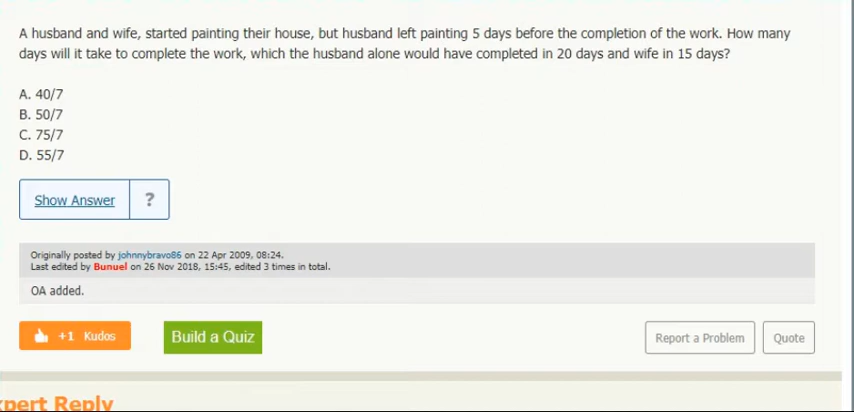 A husband and wife, started painting their house, but husband left painting 5 days before the completion of the work. How many
days will it take to complete the work, which the husband alone would have completed in 20 days and wife in 15 days?
A. 40/7
B. 50/7
C. 75/7
D. 55/7
Show Answer ?
Originally posted by johnnybravo86 on 22 Apr 2009, 08:24.
Last edited by Bunuel on 26 Nov 2018, 15:45, edited 3 times in total.
OA added.
+1 Kudos Build a Quiz Report a Problem Quote
pert Reply